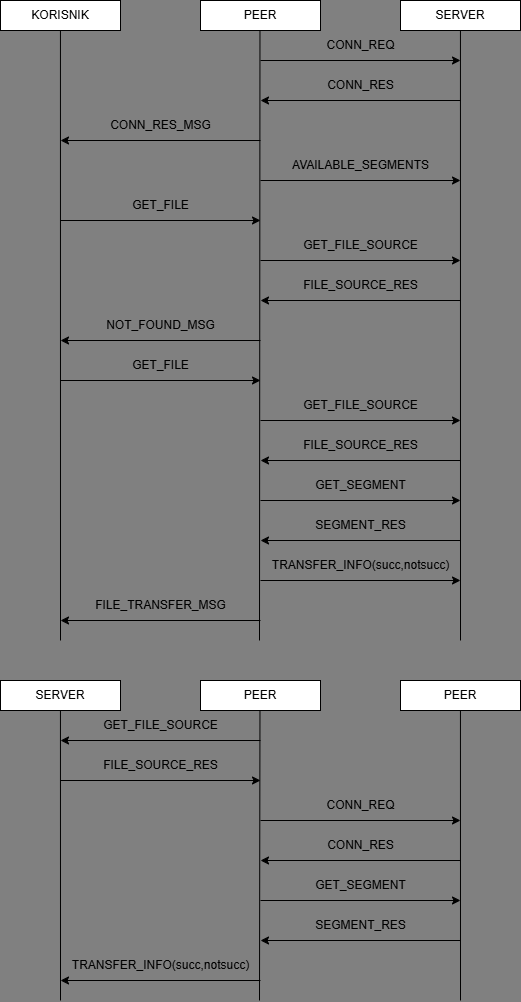 KORISNIK PEER SERVER
CONN_REQ
CONN_RES
CONN_RES_MSG
AVAILABLE_SEGMENTS
GET_FILE
GET_FILE_SOURCE
FILE_SOURCE_RES
NOT_FOUND_MSG
GET_FILE
GET_FILE_SOURCE
FILE_SOURCE_RES
GET_SEGMENT
SEGMENT_RES
TRANSFER_INFO(succ,notsucc)
FILE_TRANSFER_MSG
SERVER PEER PEER
GET_FILE_SOURCE
FILE_SOURCE_RES
CONN_REQ
CONN_RES
GET_SEGMENT
SEGMENT_RES
TRANSFER_INFO(succ,notsucc)